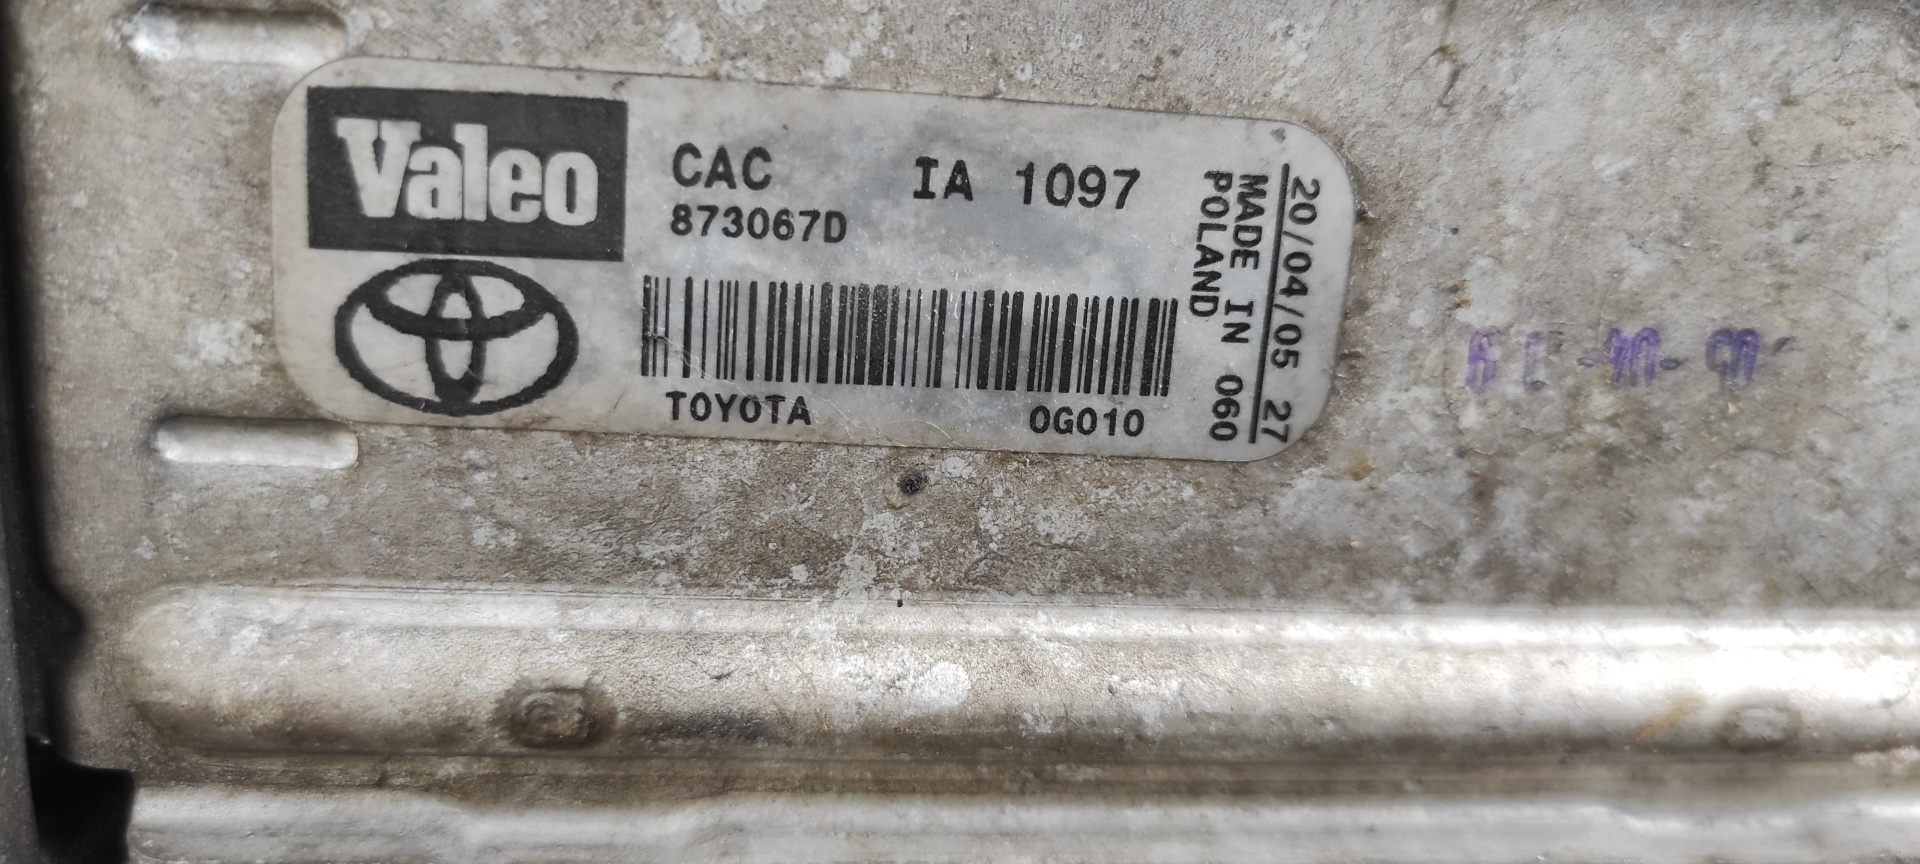 Valeo
CAC IA 1097
873067D
TOYOTA 0G010
20/04/05 27
MADE IN 060
POLAND